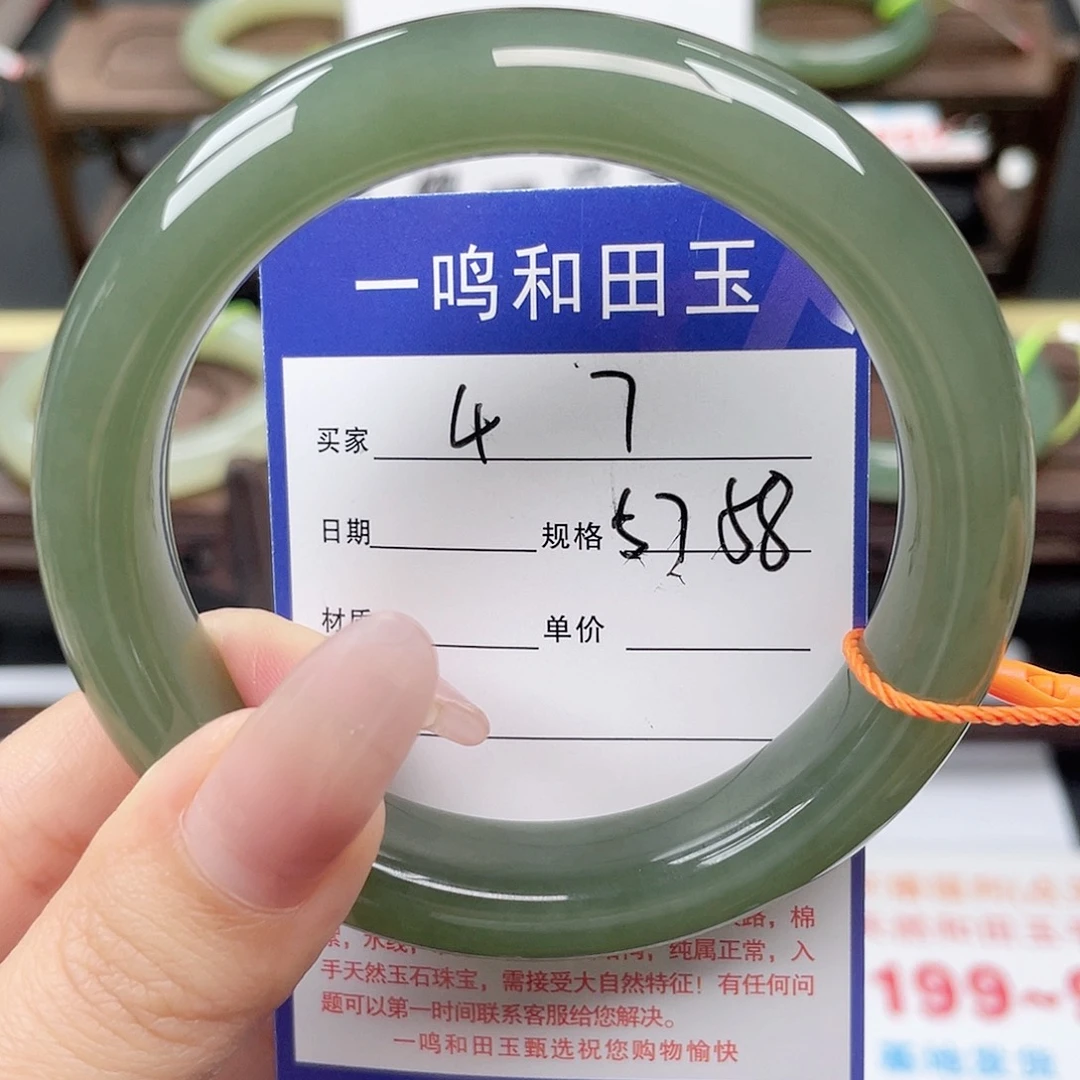 一鸣和田玉
买家 4 7
日期 规格 57 58
材质 单价
路，棉
水线，纯属正常，入
手天然玉石珠宝，需接受大自然特征！有任何问
题可以第一时间联系客服给您解决。
一鸣和田玉甄选祝您购物愉快
199~